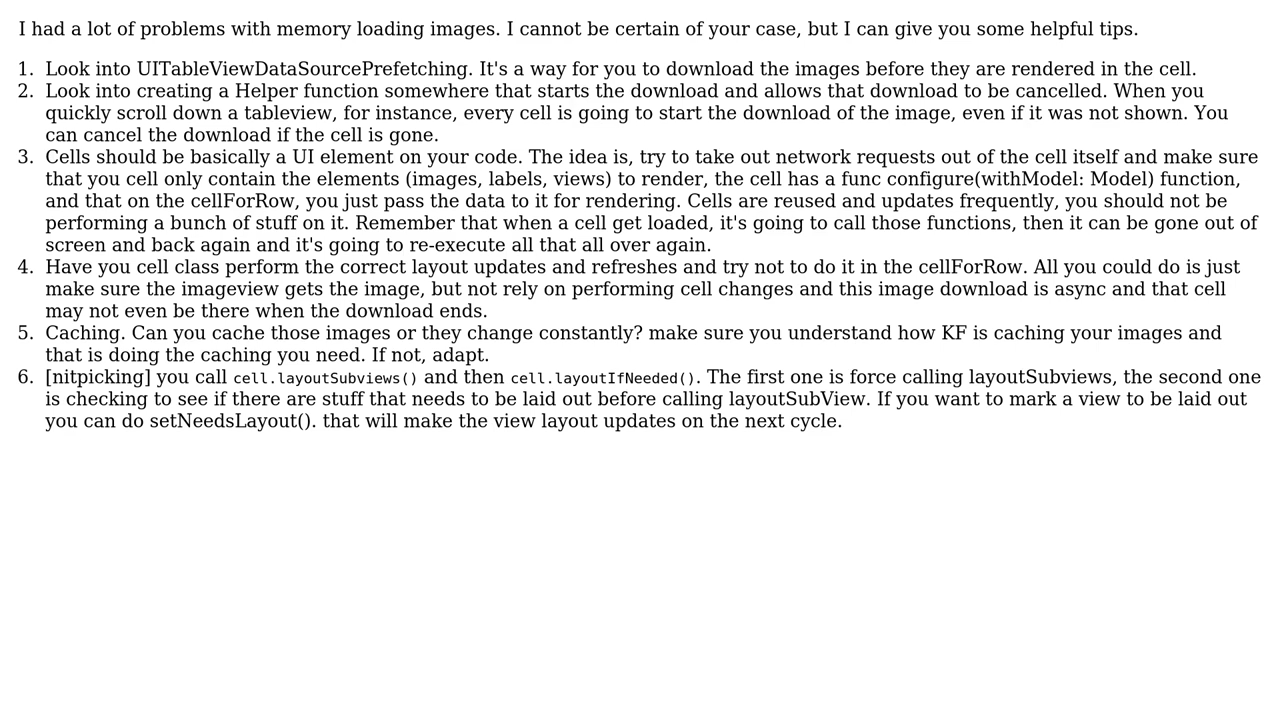 I had a lot of problems with memory loading images. I cannot be certain of your case, but I can give you some helpful tips.
1. Look into UITableViewDataSourcePrefetching. It's a way for you to download the images before they are rendered in the cell.
2. Look into creating a Helper function somewhere that starts the download and allows that download to be cancelled. When you
quickly scroll down a tableview, for instance, every cell is going to start the download of the image, even if it was not shown. You
can cancel the download if the cell is gone.
3. Cells should be basically a UI element on your code. The idea is, try to take out network requests out of the cell itself and make sure
that you cell only contain the elements (images, labels, views) to render, the cell has a func configure(withModel: Model) function,
and that on the cellForRow, you just pass the data to it for rendering. Cells are reused and updates frequently, you should not be
performing a bunch of stuff on it. Remember that when a cell get loaded, it's going to call those functions, then it can be gone out of
screen and back again and it's going to re-execute all that all over again.
4. Have you cell class perform the correct layout updates and refreshes and try not to do it in the cellForRow. All you could do is just
make sure the imageview gets the image, but not rely on performing cell changes and this image download is async and that cell
may not even be there when the download ends.
5. Caching. Can you cache those images or they change constantly? make sure you understand how KF is caching your images and
that is doing the caching you need. If not, adapt.
6. [nitpicking] you call cell.layoutSubviews() and then cell.layoutIfNeeded(). The first one is force calling layoutSubviews, the second one
is checking to see if there are stuff that needs to be laid out before calling layoutSubView. If you want to mark a view to be laid out
you can do setNeedsLayout(). that will make the view layout updates on the next cycle.